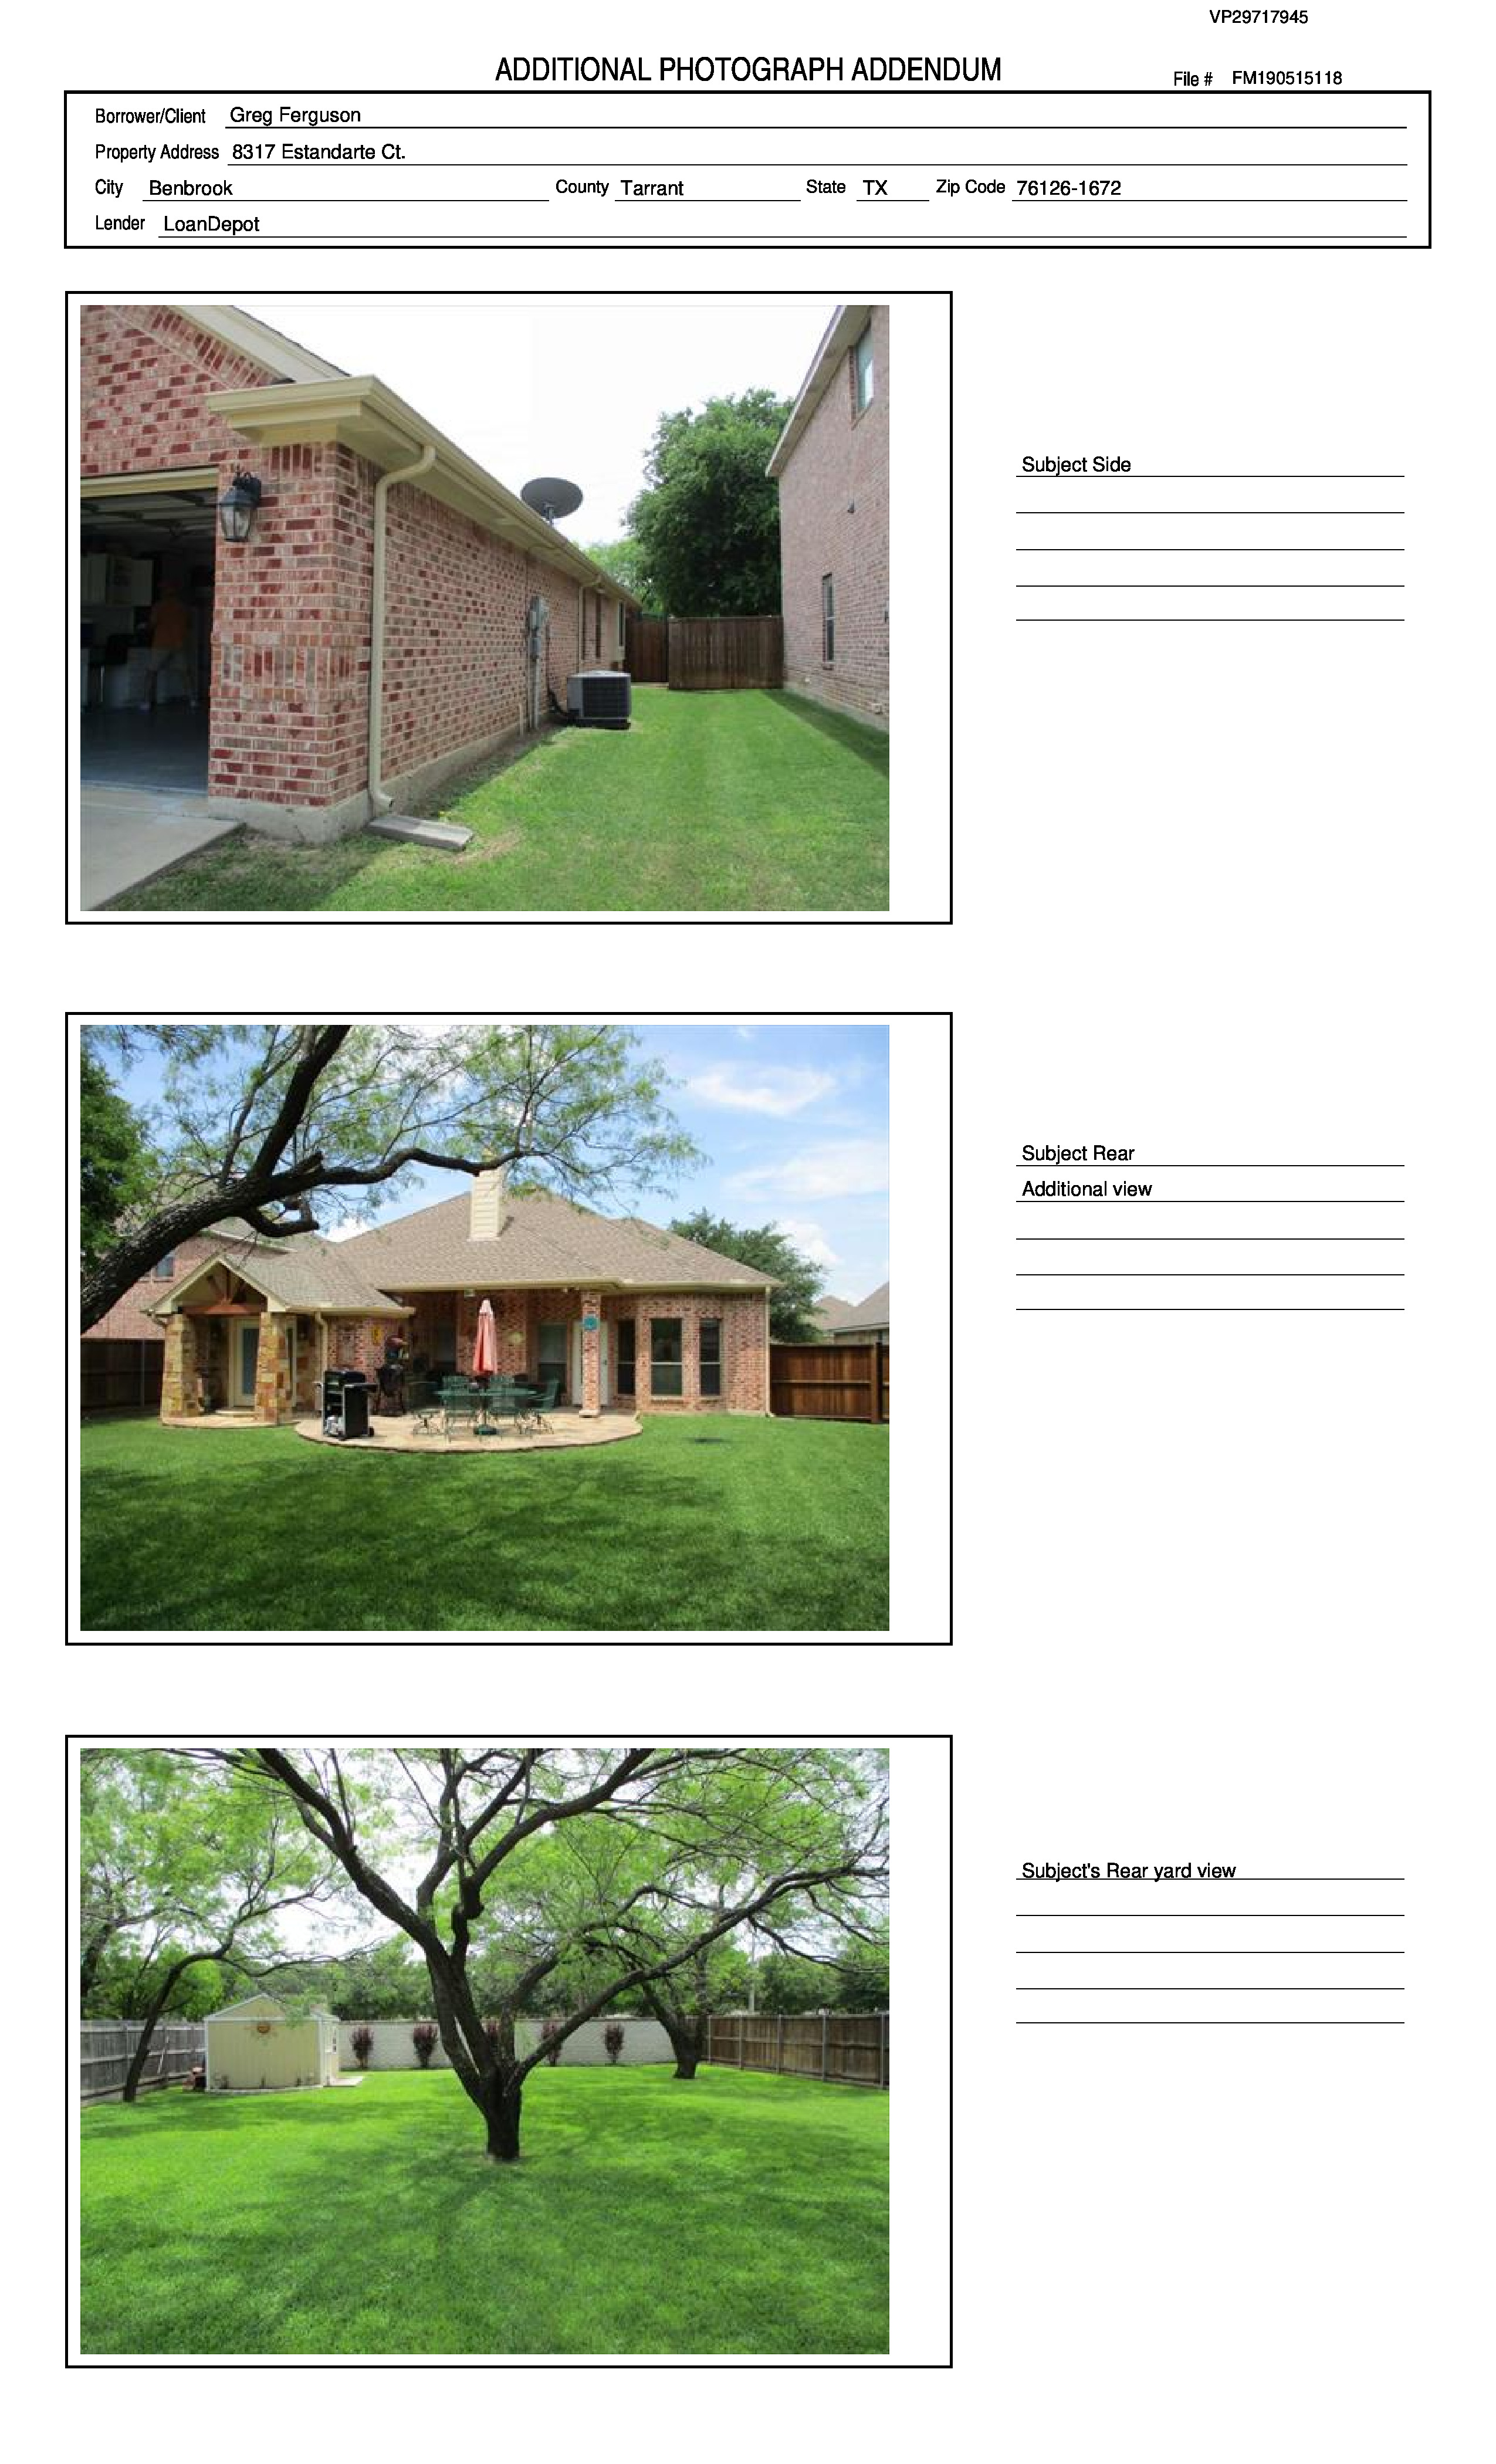 VP29717945
ADDITIONAL PHOTOGRAPH ADDENDUM
File # FM190515118
Borrower/Client Greg Ferguson
Property Address 8317 Estandarte Ct.
City Benbrook County Tarrant State TX Zip Code 76126-1672
Lender LoanDepot
Subject Side
Subject Rear
Additional view
Subject's Rear yard view